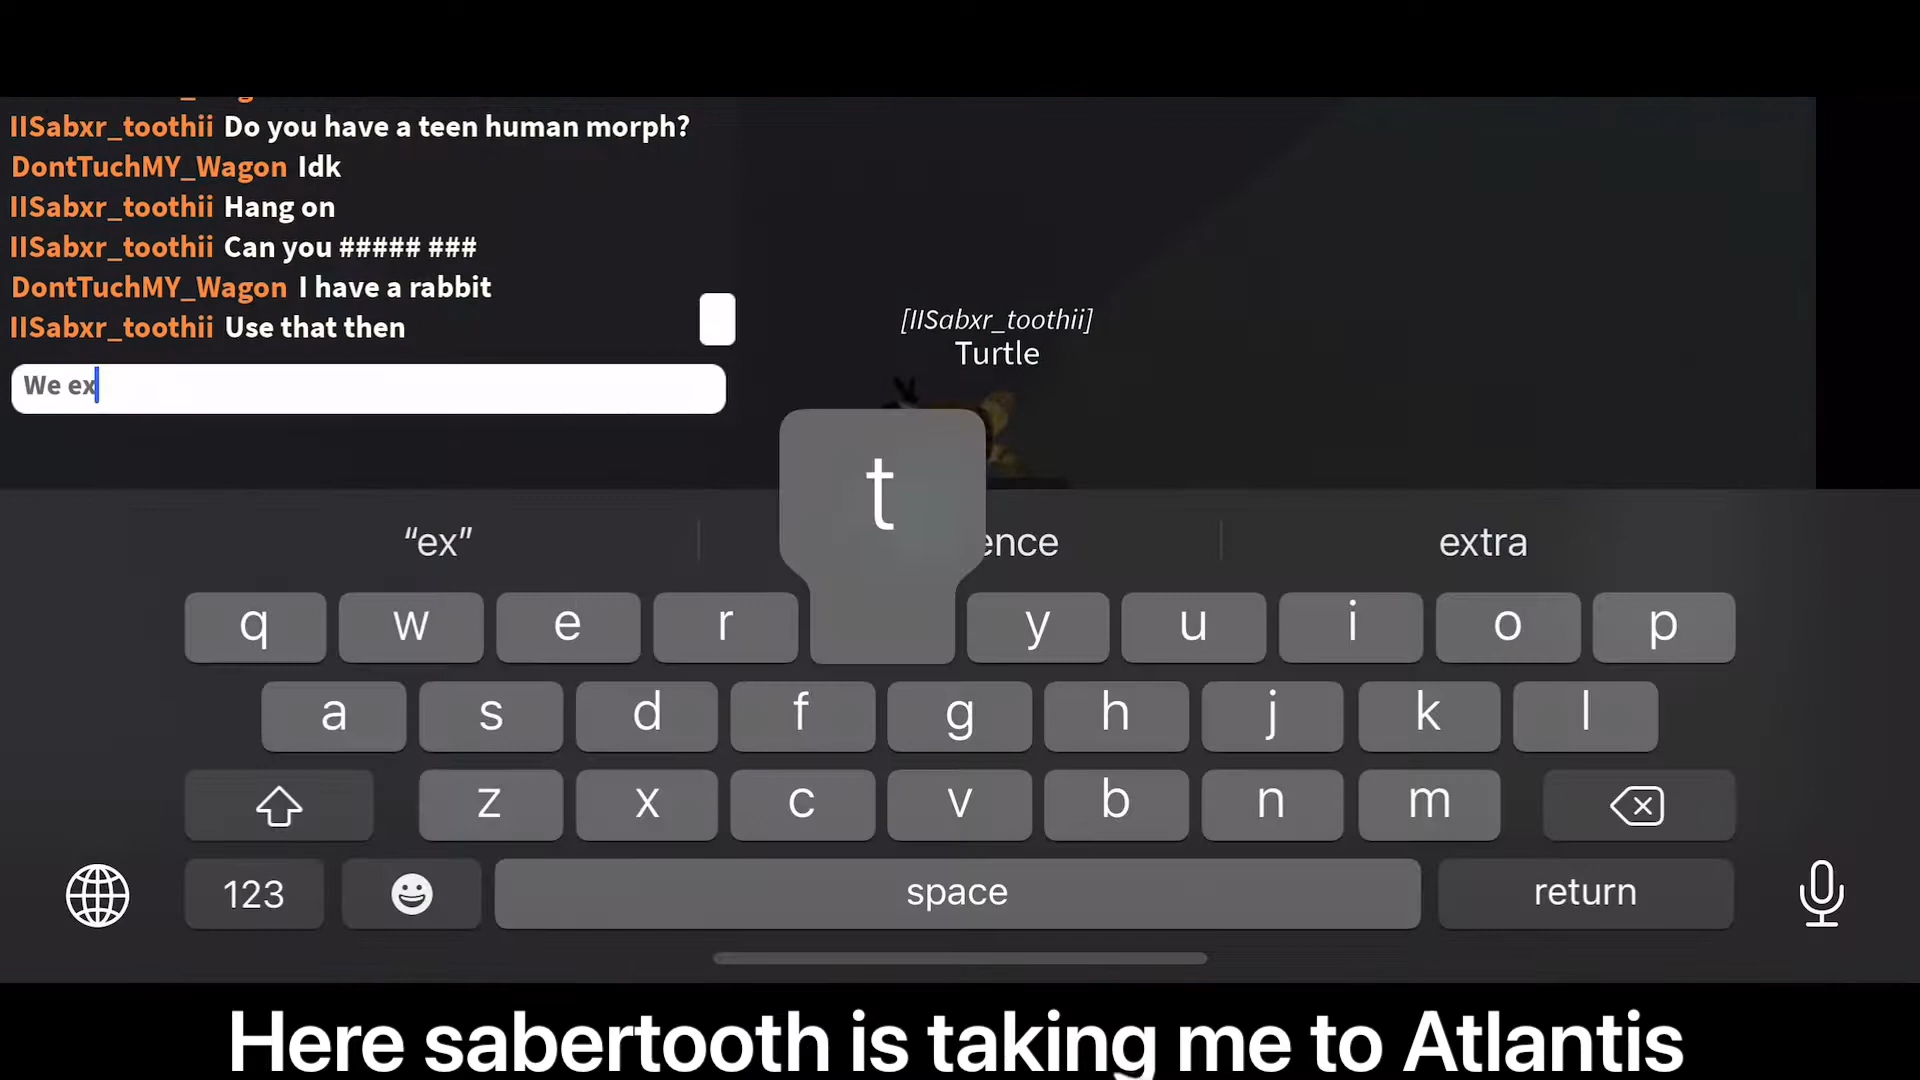 IISabxr_toothii Do you have a teen human morph?
DontTuchMY_Wagon Idk
IISabxr_toothii Hang on
IISabxr_toothii Can you ##### ###
DontTuchMY_Wagon I have a rabbit
IISabxr_toothii Use that then
We ex
[IISabxr_toothii]
Turtle
t
“ex” ence extra
q w e r y u i o p
a s d f g h j k l
z x c v b n m
123 space return
Here sabertooth is taking me to Atlantis